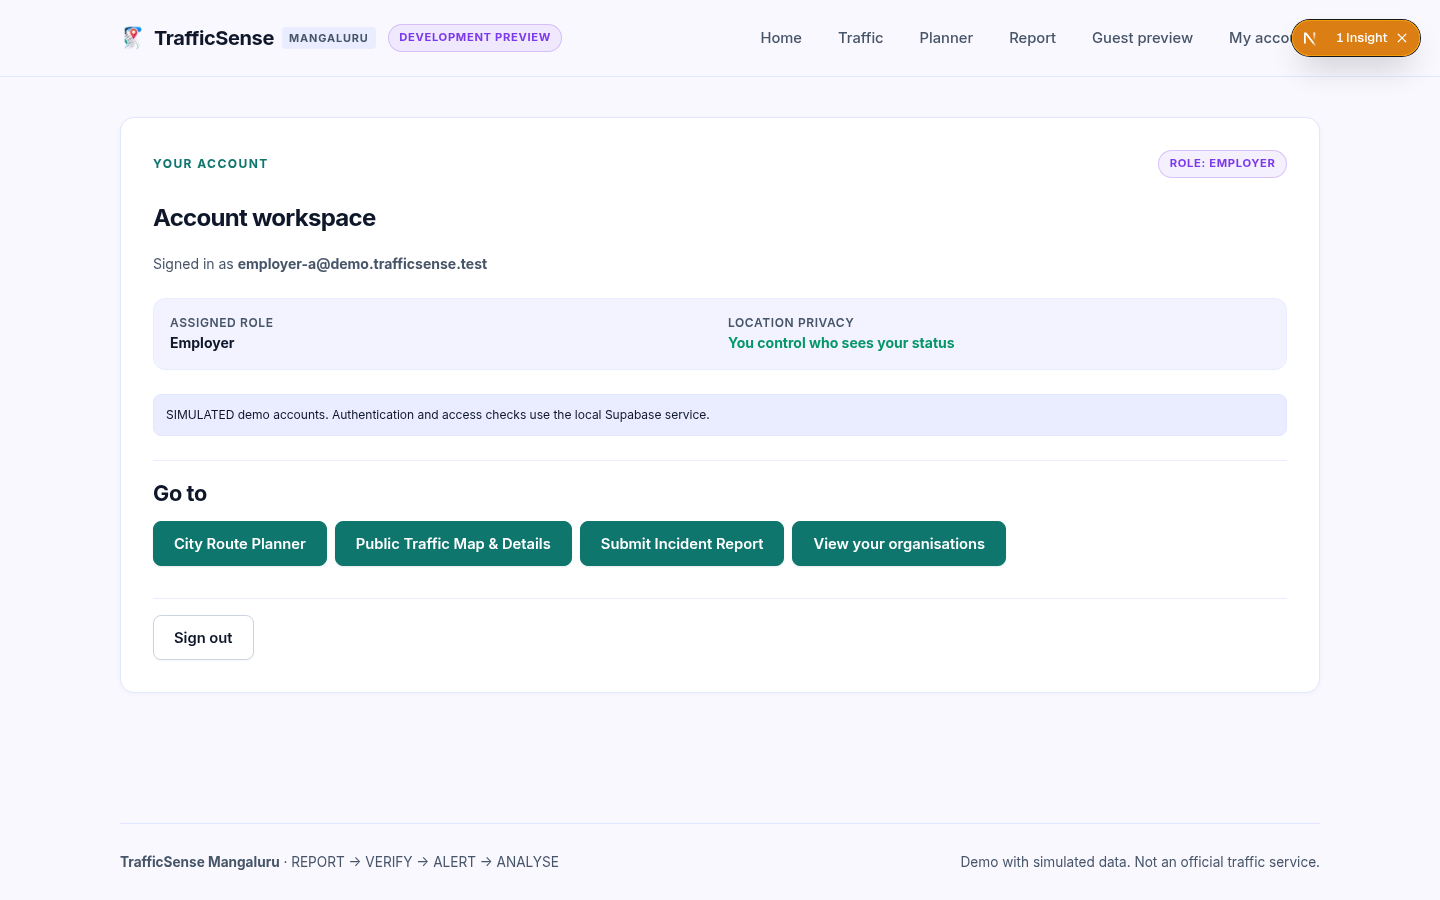 TrafficSense MANGALURU DEVELOPMENT PREVIEW Home Traffic Planner Report Guest preview My 1 Insight
YOUR ACCOUNT ROLE: EMPLOYER
Account workspace
Signed in as employer-a@demo.trafficsense.test
ASSIGNED ROLE LOCATION PRIVACY
Employer You control who sees your status
SIMULATED demo accounts. Authentication and access checks use the local Supabase service.
Go to
City Route Planner Public Traffic Map & Details Submit Incident Report View your organisations
Sign out
TrafficSense Mangaluru · REPORT → VERIFY → ALERT → ANALYSE Demo with simulated data. Not an official traffic service.